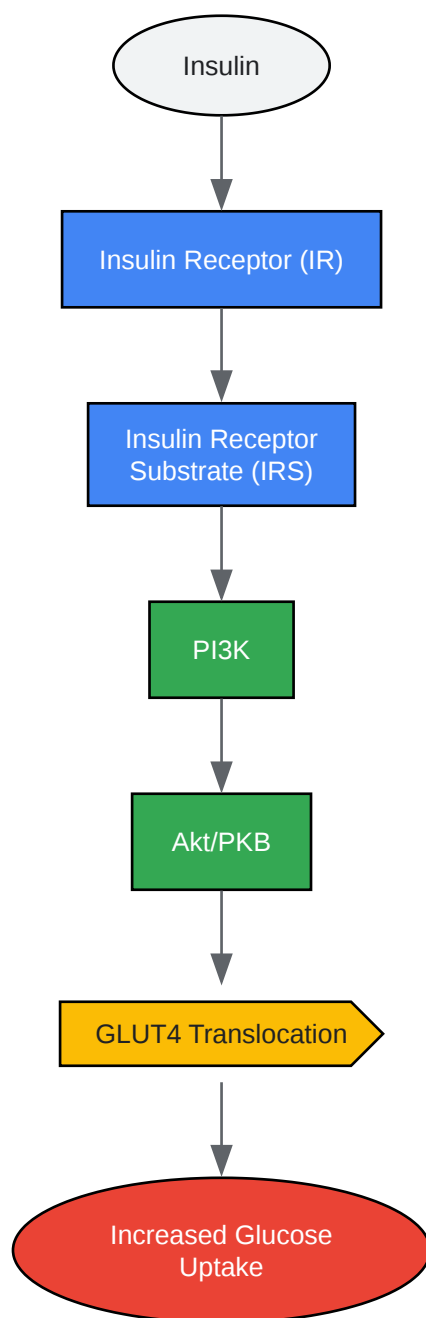 Insulin
Insulin Receptor (IR)
Insulin Receptor
Substrate (IRS)
PI3K
Akt/PKB
GLUT4 Translocation
Increased Glucose
Uptake